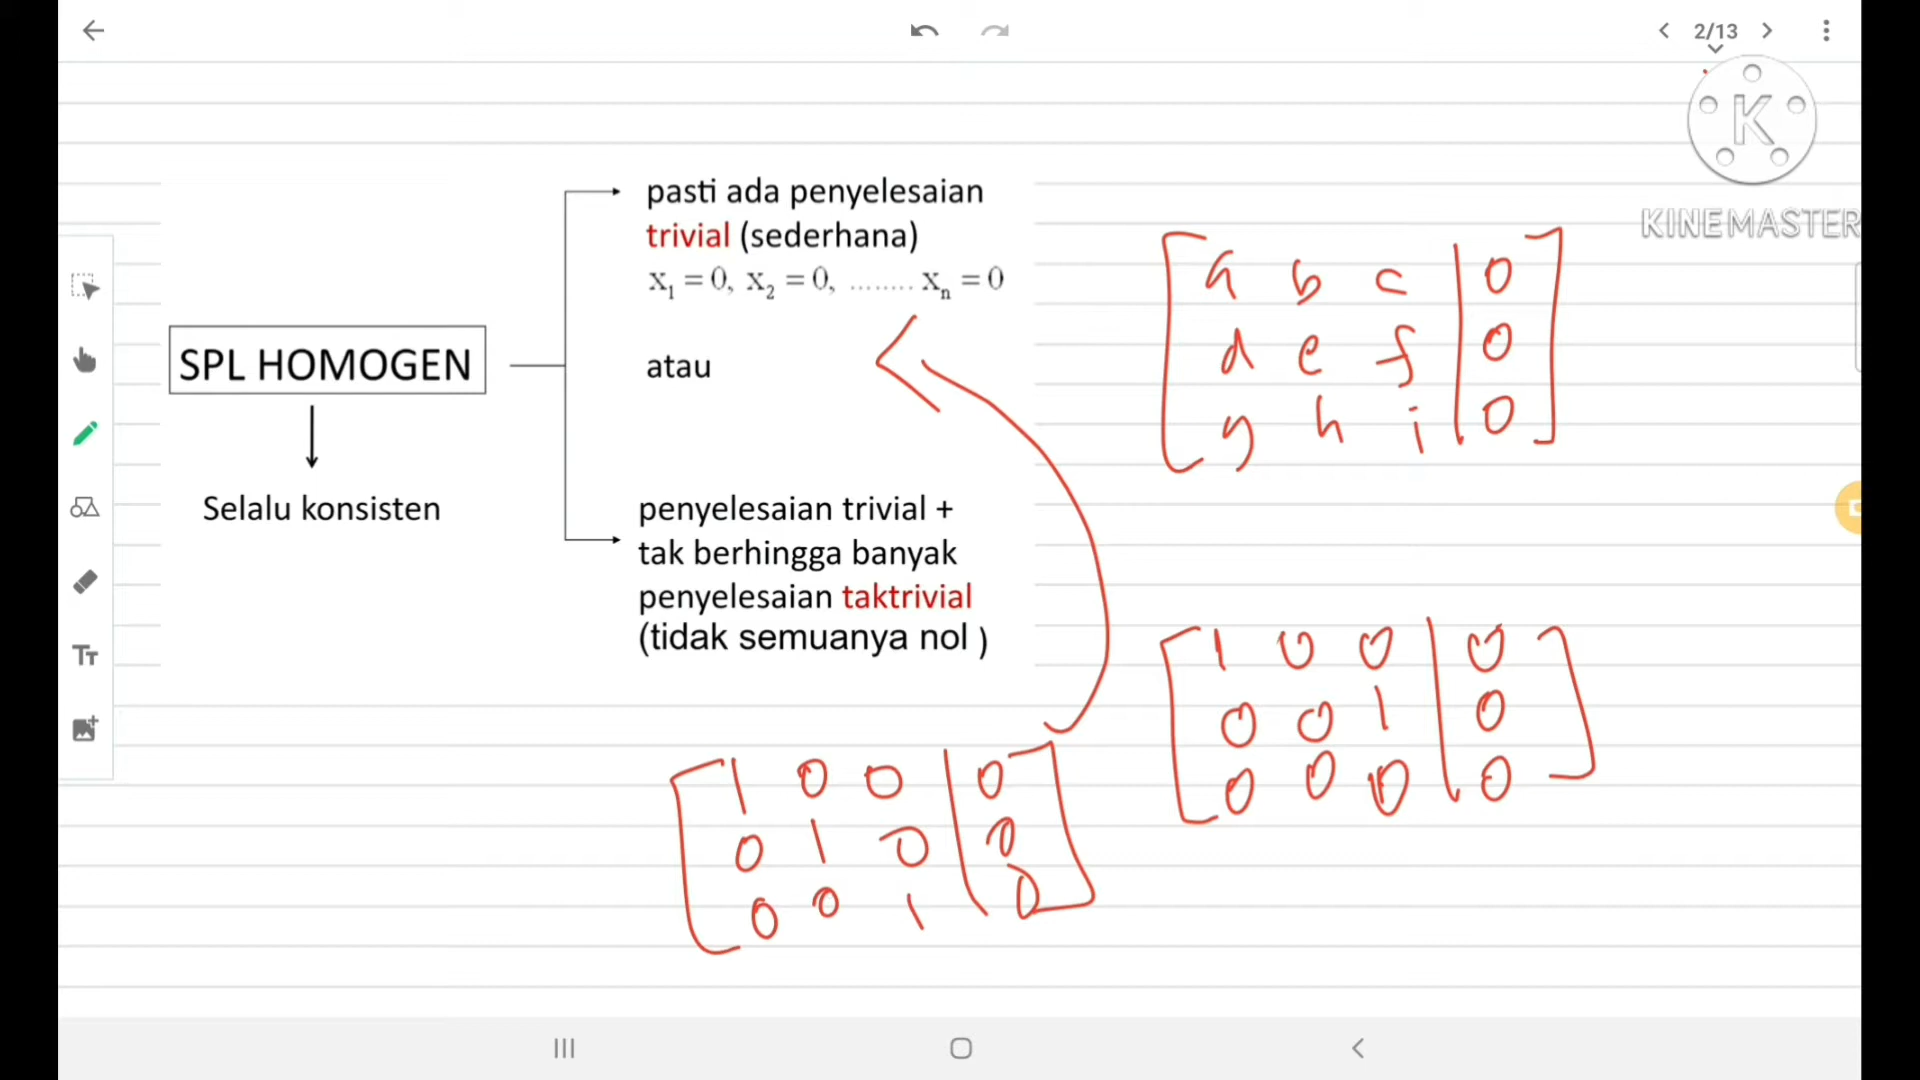 2/13
K
KINEMASTER
pasti ada penyelesaian
trivial (sederhana)
x₁ = 0, x₂ = 0, ........ xₙ = 0
SPL HOMOGEN
atau
Selalu konsisten
penyelesaian trivial +
tak berhingga banyak
penyelesaian taktrivial
(tidak semuanya nol )
a b c | 0
d e f | 0
g h i | 0
1 0 0 | 0
0 0 1 | 0
0 0 0 | 0
1 0 0 | 0
0 1 0 | 0
0 0 1 | 0
Tт